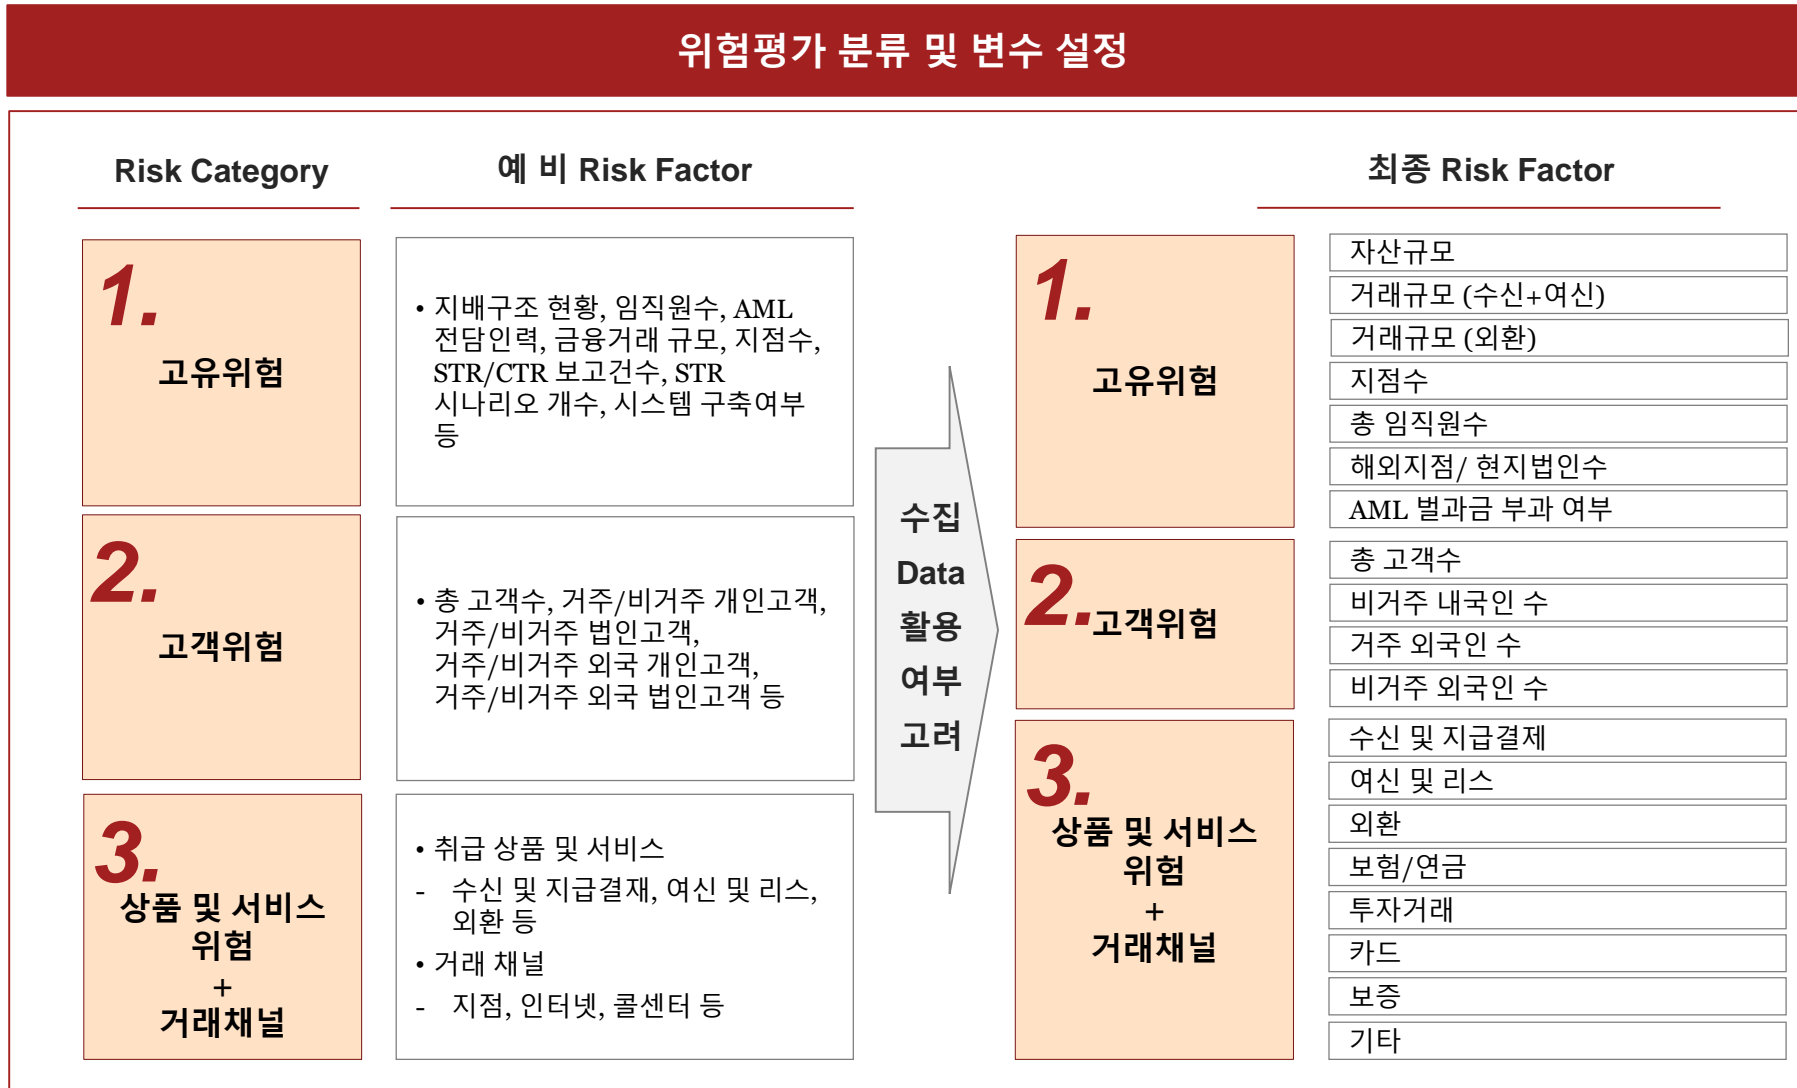 위험평가 분류 및 변수 설정
Risk Category
예 비 Risk Factor
최종 Risk Factor
1.
고유위험
• 지배구조 현황, 임직원수, AML
전담인력, 금융거래 규모, 지점수,
STR/CTR 보고건수, STR
시나리오 개수, 시스템 구축여부
등
2.
고객위험
• 총 고객수, 거주/비거주 개인고객,
거주/비거주 법인고객,
거주/비거주 외국 개인고객,
거주/비거주 외국 법인고객 등
3.
상품 및 서비스
위험
+
거래채널
• 취급 상품 및 서비스
- 수신 및 지급결재, 여신 및 리스,
외환 등
• 거래 채널
- 지점, 인터넷, 콜센터 등
수집
Data
활용
여부
고려
1.
고유위험
자산규모
거래규모 (수신+여신)
거래규모 (외환)
지점수
총 임직원수
해외지점/ 현지법인수
AML 벌과금 부과 여부
2.
고객위험
총 고객수
비거주 내국인 수
거주 외국인 수
비거주 외국인 수
3.
상품 및 서비스
위험
+
거래채널
수신 및 지급결제
여신 및 리스
외환
보험/연금
투자거래
카드
보증
기타